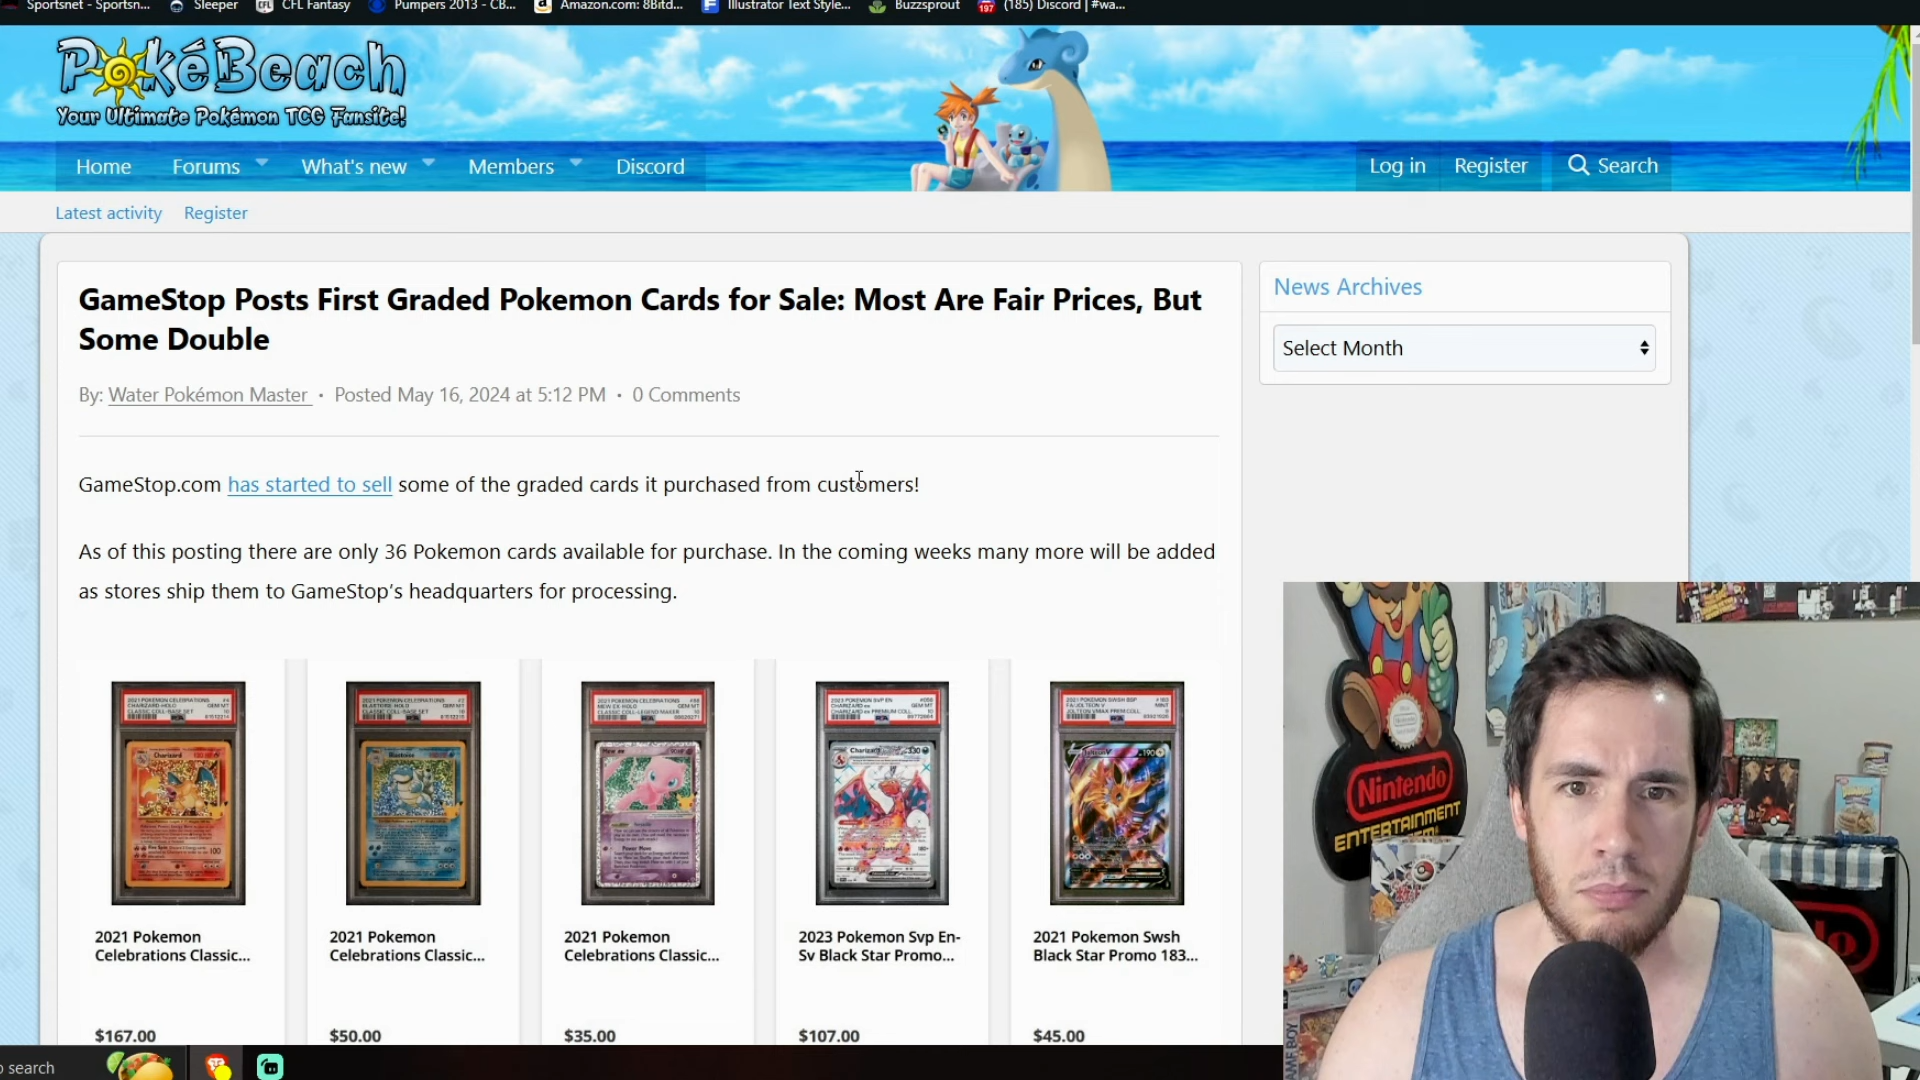 Sportsnet - Sportsn...
Sleeper
CFL Fantasy
Pumpers 2013 - CB...
Amazon.com: 8Bitd...
Illustrator Text Style...
Buzzsprout
(185) Discord | #wa...
PokéBeach
Your Ultimate Pokémon TCG Fansite!
Home
Forums
What's new
Members
Discord
Log in
Register
Search
Latest activity
Register
GameStop Posts First Graded Pokemon Cards for Sale: Most Are Fair Prices, But
Some Double
By: Water Pokémon Master · Posted May 16, 2024 at 5:12 PM · 0 Comments
News Archives
Select Month
GameStop.com has started to sell some of the graded cards it purchased from customers!
As of this posting there are only 36 Pokemon cards available for purchase. In the coming weeks many more will be added
as stores ship them to GameStop's headquarters for processing.
2021 Pokemon
Celebrations Classic...
$167.00
2021 Pokemon
Celebrations Classic...
$50.00
2021 Pokemon
Celebrations Classic...
$35.00
2023 Pokemon Svp En-
Sv Black Star Promo...
$107.00
2021 Pokemon Swsh
Black Star Promo 183...
$45.00
Nintendo
ENTERTAINMENT
search